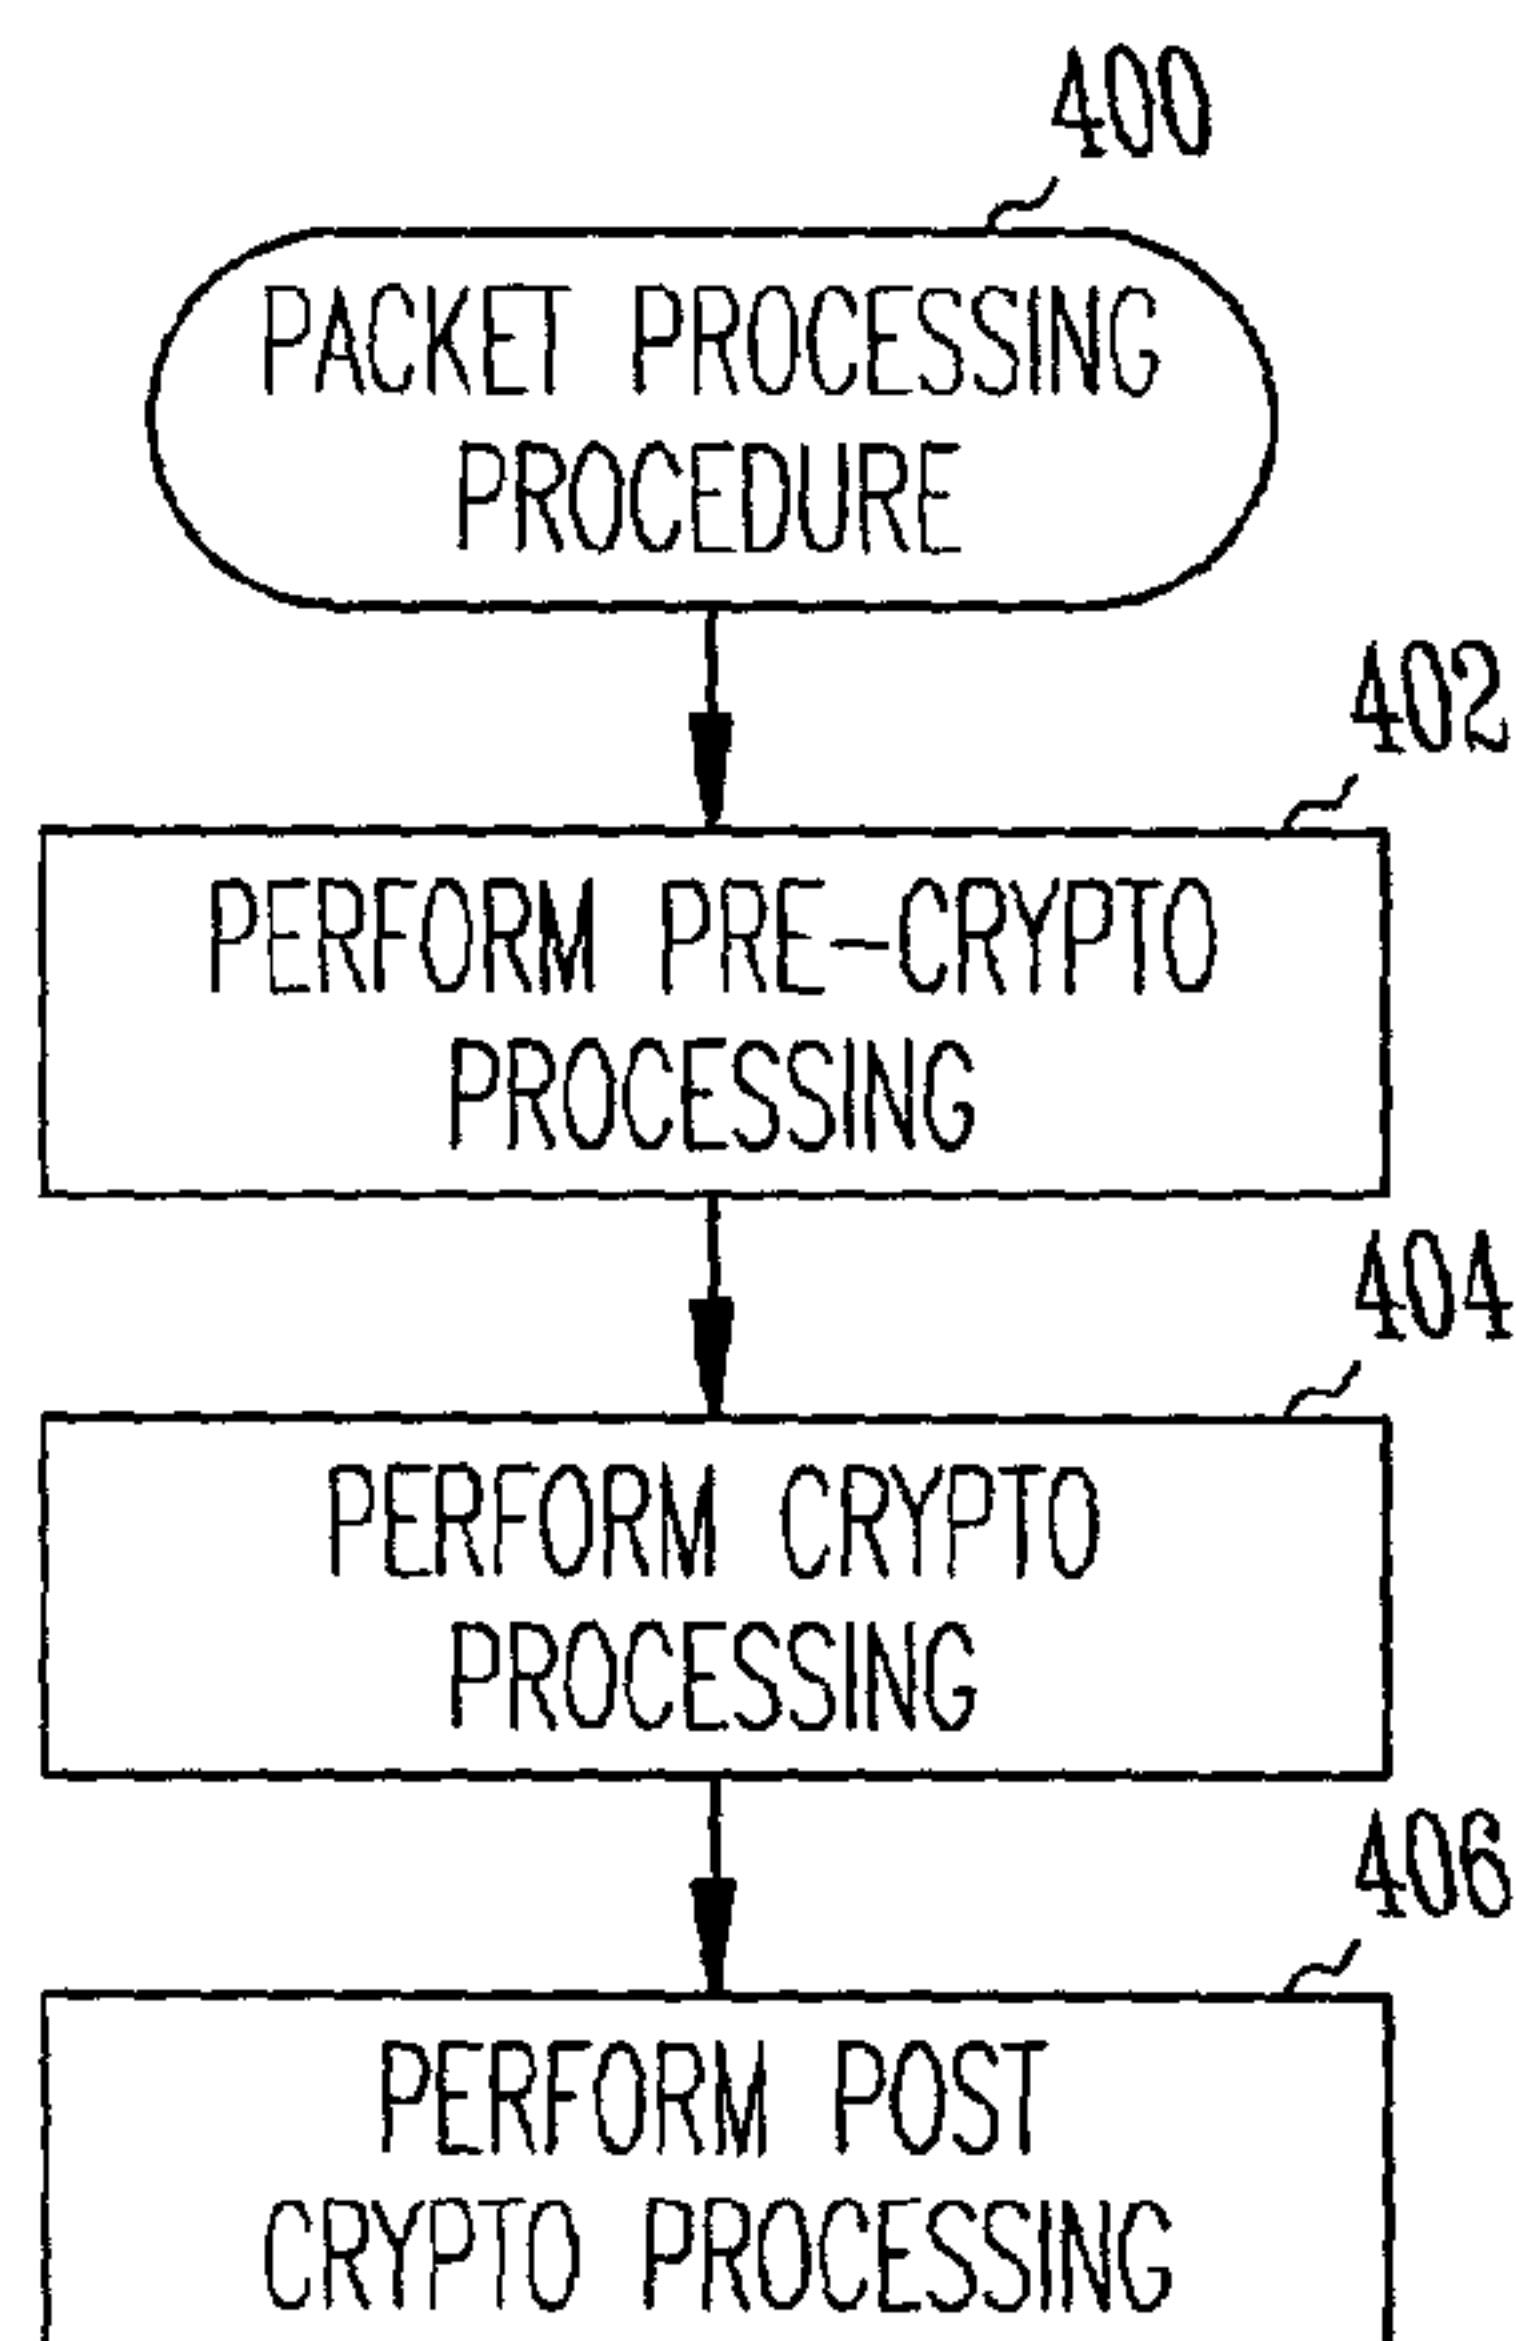 400
PACKET PROCESSING
PROCEDURE
402
PERFORM PRE-CRYPTO
PROCESSING
404
PERFORM CRYPTO
PROCESSING
406
PERFORM POST
CRYPTO PROCESSING